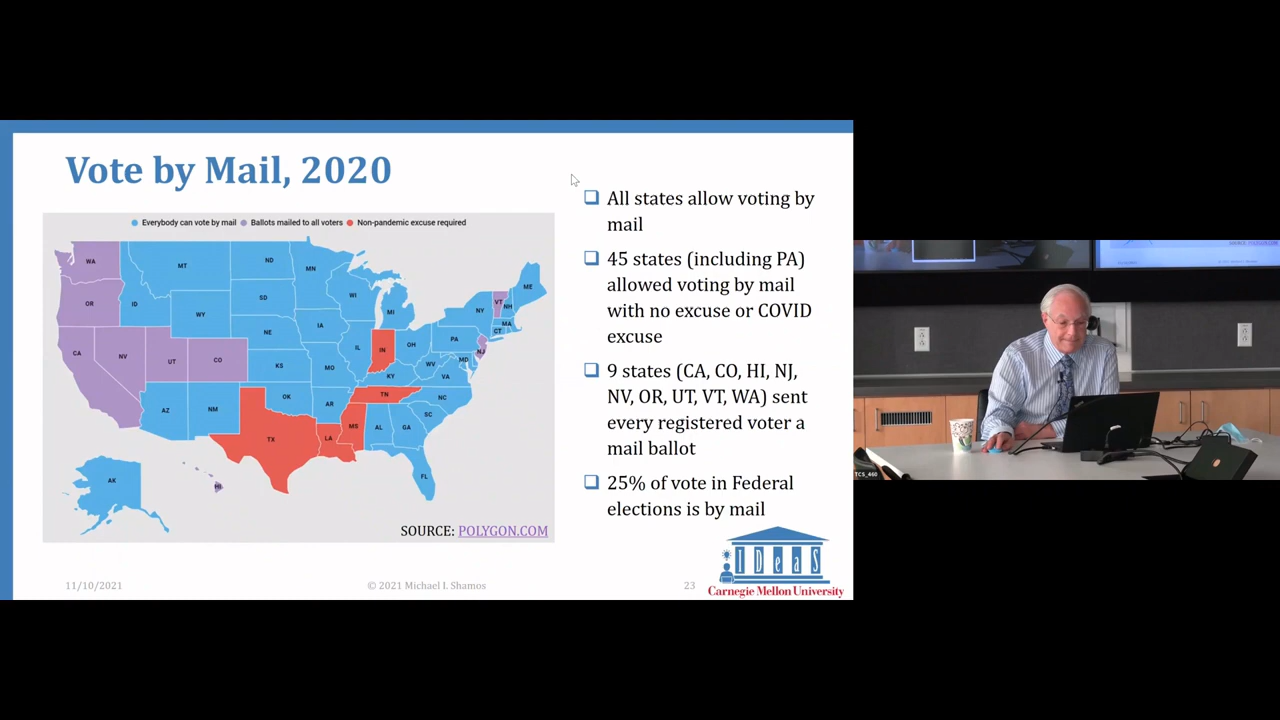 Vote by Mail, 2020
Everybody can vote by mail Ballots mailed to all voters Non-pandemic excuse required
WA
OR
CA
NV
ID
MT
WY
UT
CO
AZ
NM
ND
SD
NE
KS
OK
TX
MN
IA
MO
AR
LA
WI
IL
MS
MI
IN
KY
TN
AL
OH
WV
VA
NC
SC
GA
FL
PA
MD
NJ
NY
CT
MA
VT
NH
ME
AK
HI
SOURCE: POLYGON.COM
All states allow voting by
mail
45 states (including PA)
allowed voting by mail
with no excuse or COVID
excuse
9 states (CA, CO, HI, NJ,
NV, OR, UT, VT, WA) sent
every registered voter a
mail ballot
25% of vote in Federal
elections is by mail
IDeaS
Carnegie Mellon University
11/10/2021
© 2021 Michael I. Shamos
23
TCS_460